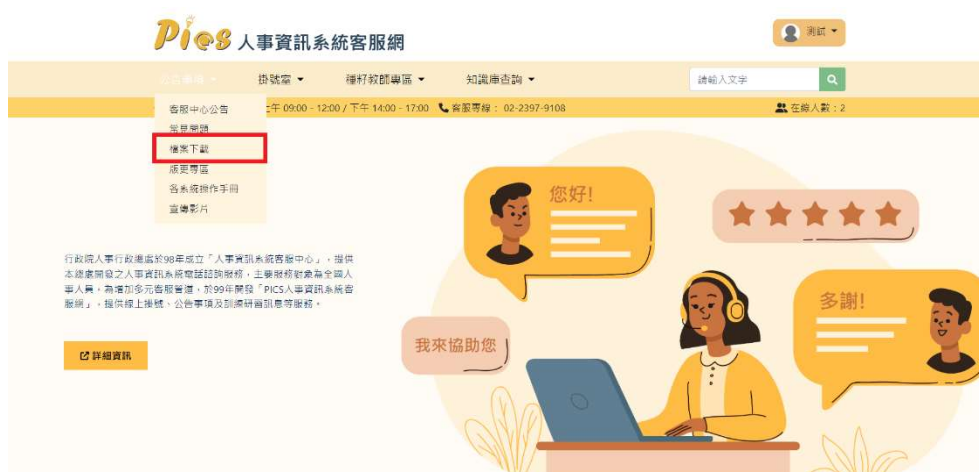 Pics 人事資訊系統客服網
測試
掛號室
種籽教師專區
知識庫查詢
請輸入文字
上午 09:00 - 12:00 / 下午 14:00 - 17:00 客服專線： 02-2397-9108
在線人數：2
客服中心公告
常見問題
檔案下載
版更專區
各系統操作手冊
宣傳影片
您好!
行政院人事行政總處於98年成立「人事資訊系統客服中心」，提供
本總處開發之人事資訊系統電話諮詢服務，主要服務對象為全國人
事人員，為增加多元客服管道，於99年開發「PICS人事資訊系統客
服網」，提供線上掛號、公告事項及訓練研習訊息等服務。
多謝!
我來協助您
詳細資訊